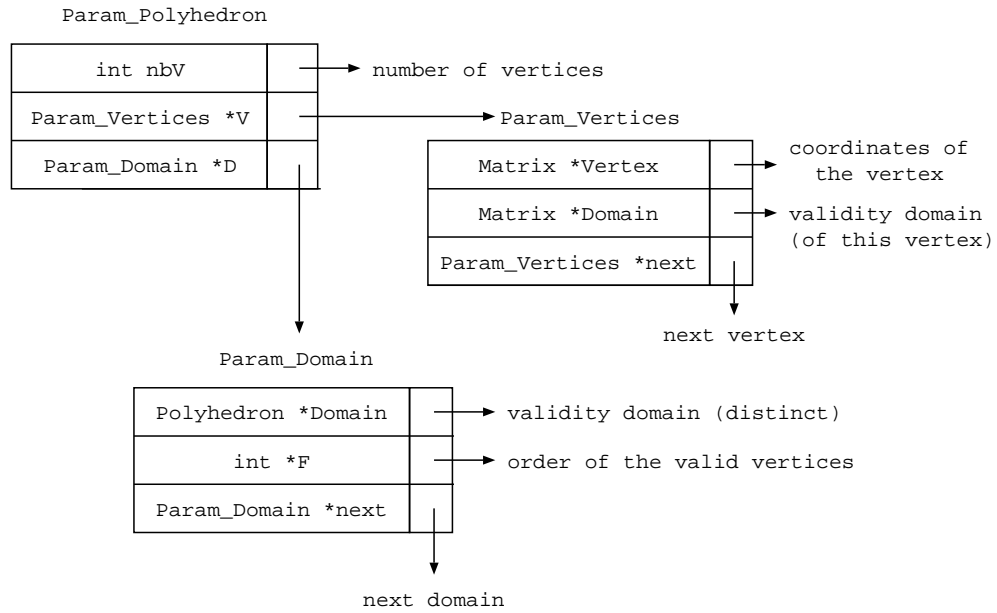 Param_Polyhedron
int nbV
number of vertices
Param_Vertices *V
Param_Vertices
Param_Domain *D
Matrix *Vertex
coordinates of
the vertex
Matrix *Domain
validity domain
(of this vertex)
Param_Vertices *next
next vertex
Param_Domain
Polyhedron *Domain
validity domain (distinct)
int *F
order of the valid vertices
Param_Domain *next
next domain